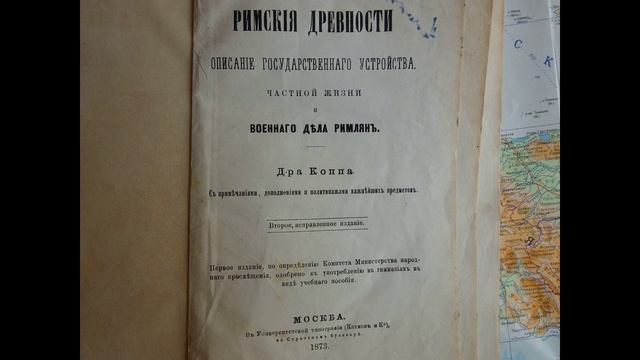 РИМСКІЯ ДРЕВНОСТИ
ОПИСАНІЕ ГОСУДАРСТВЕННАГО УСТРОЙСТВА,
ЧАСТНОЙ ЖИЗНИ
И
ВОЕННАГО ДѢЛА РИМЛЯНЪ.
Д-ра Коппа
Съ примѣчаніями, дополненіями и политипажами важнѣйшихъ предметовъ.
Второе, исправленное изданіе.
Первое изданіе, по опредѣленію Комитета Министерства народ-
наго просвѣщенія, одобрено къ употребленію въ гимназіяхъ въ
видѣ учебнаго пособія.
МОСКВА.
Въ Университетской типографіи (Катковъ и К°),
на Страстномъ бульварѣ.
1873.
С
К
Я